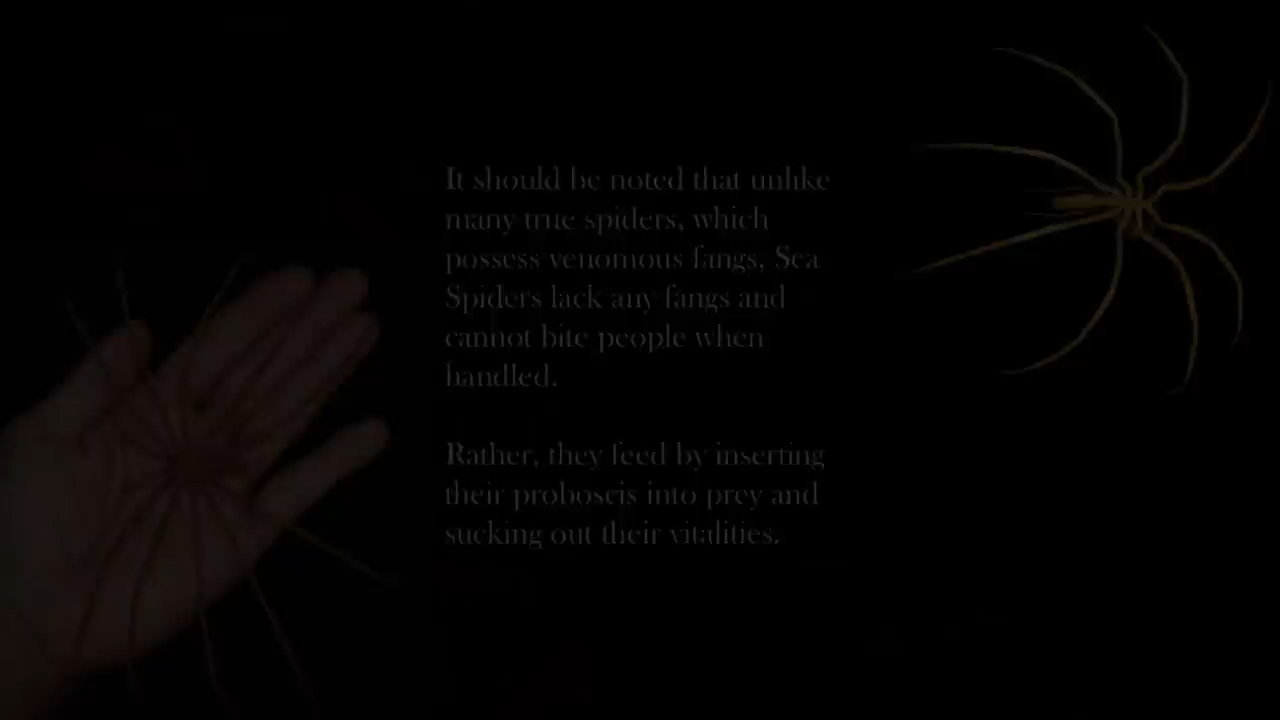 It should be noted that unlike
many true spiders, which
possess venomous fangs, Sea
Spiders lack any fangs and
cannot bite people when
handled.
Rather, they feed by inserting
their proboscis into prey and
sucking out their vitalities.